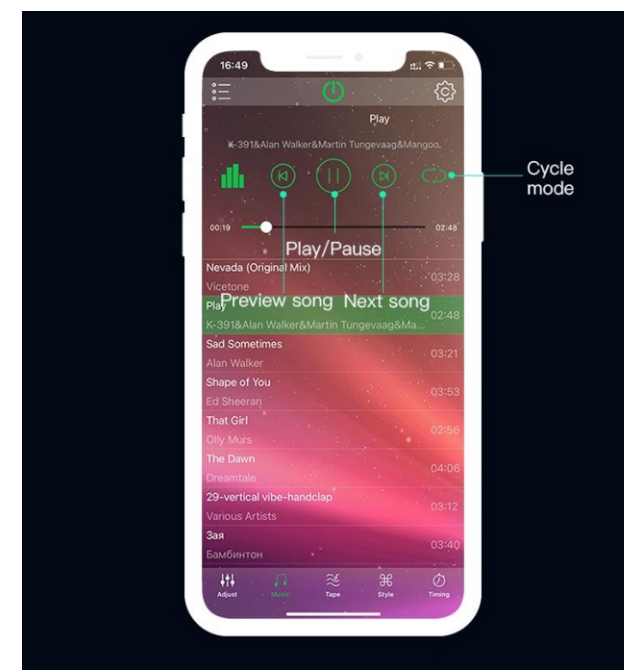 16:49
Play
K-391&Alan Walker&Martin Tungevaag&Mangoo,
Cycle
mode
00:19
02:48
Play/Pause
Nevada (Original Mix)
Vicetone
03:28
Preview song
Next song
Play
K-391&Alan Walker&Martin Tungevaag&Ma...
02:48
Sad Sometimes
Alan Walker
03:21
Shape of You
Ed Sheeran
03:53
That Girl
Olly Murs
02:56
The Dawn
Dreamtale
04:06
29-vertical vibe-handclap
Various Artists
03:12
Зая
Бамбинтон
03:40
Adjust
Music
Tape
Style
Timing